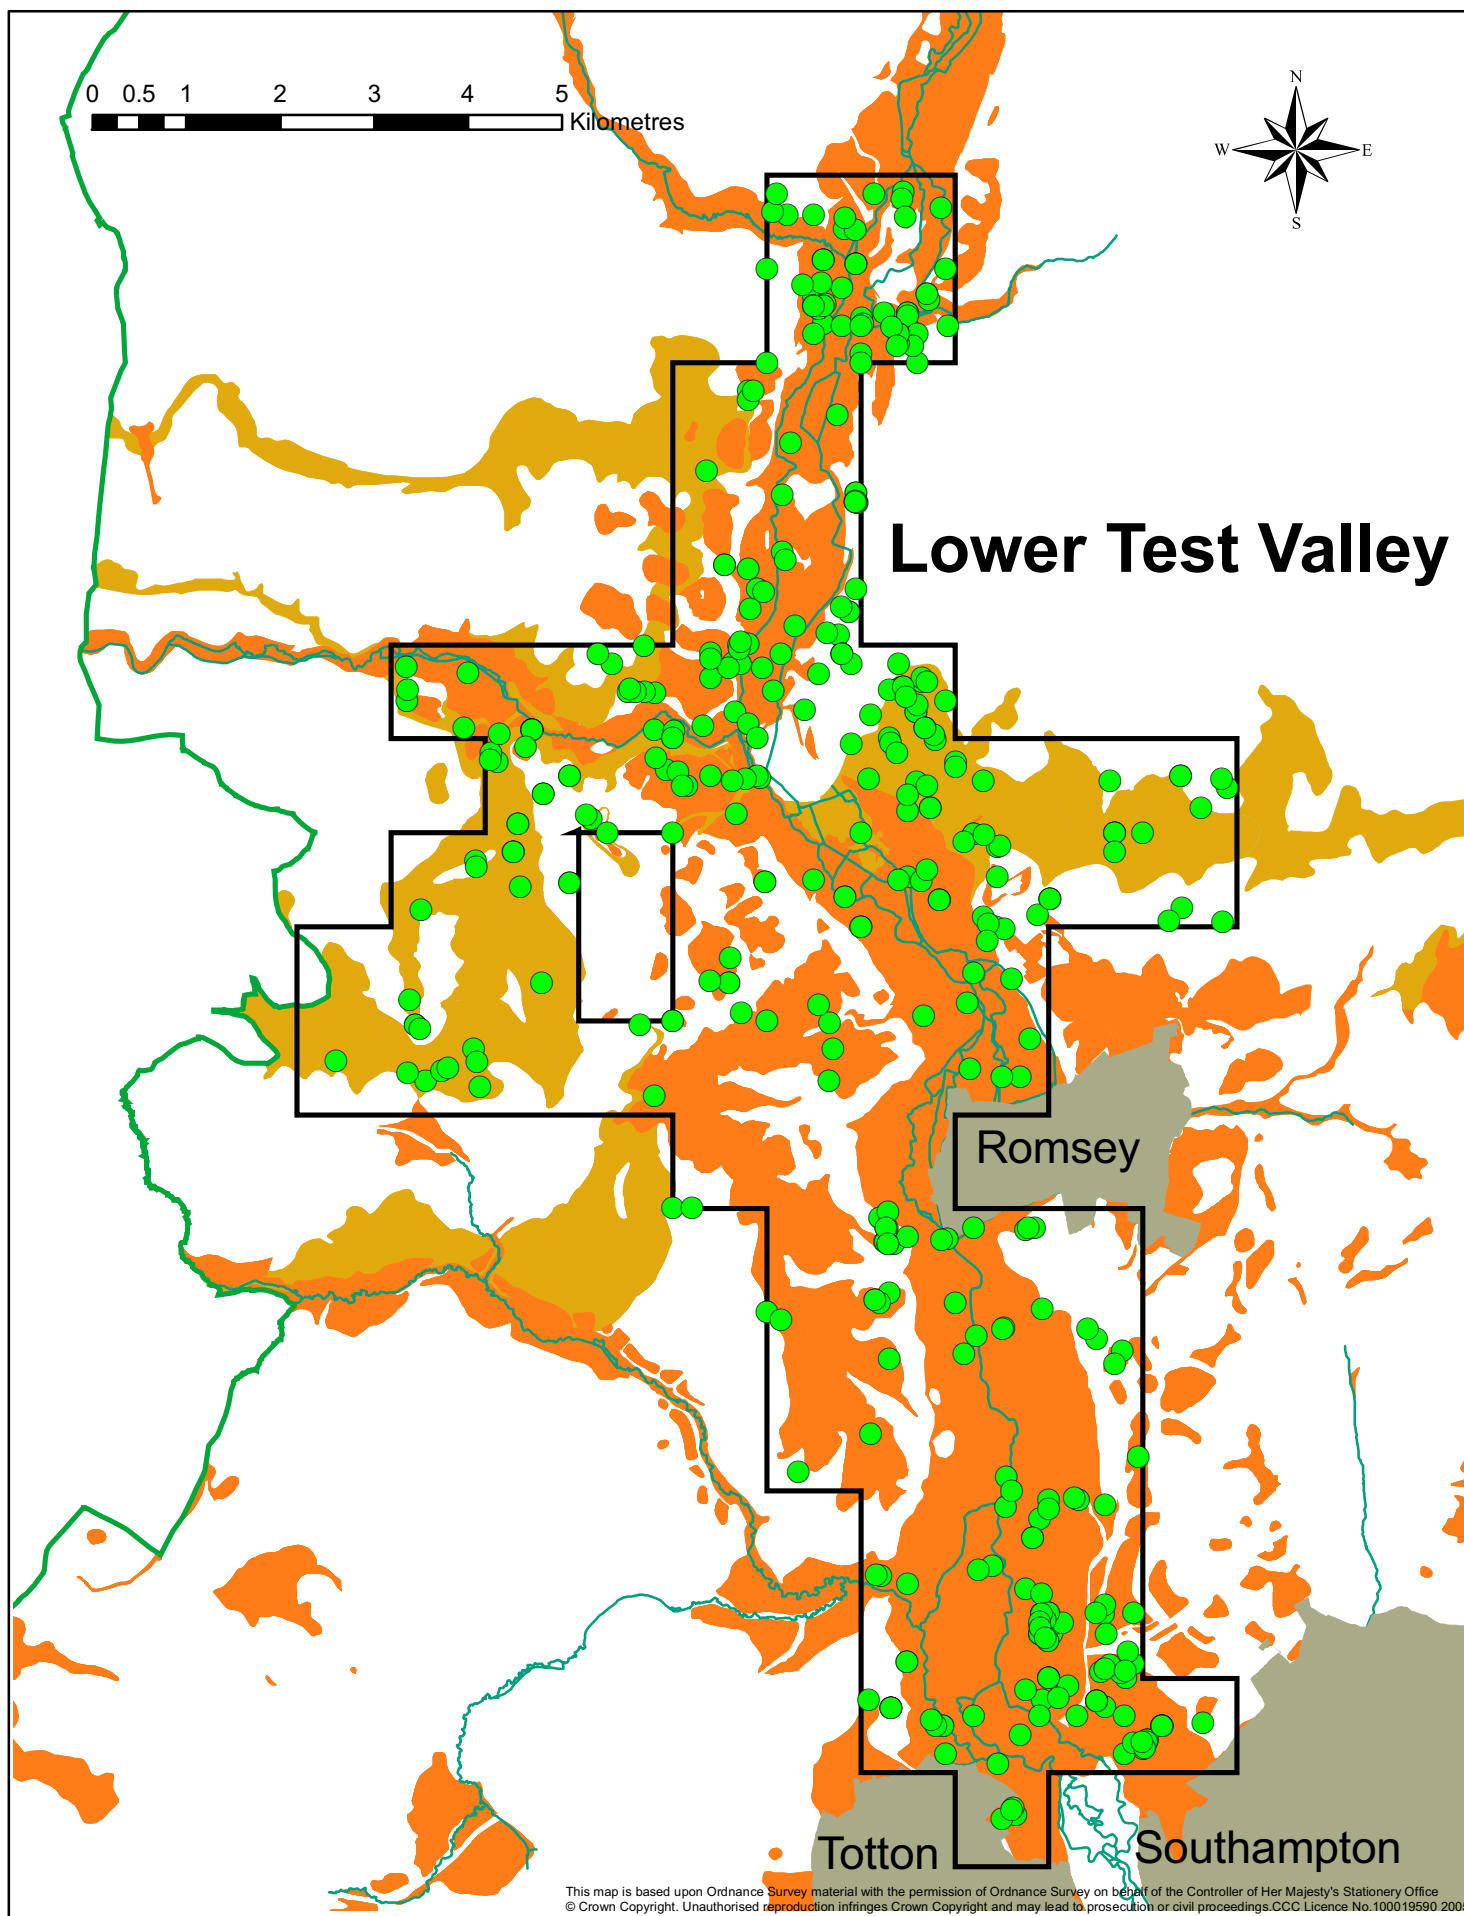 0 0.5 1 2 3 4 5
Kilometres
N
W E
S
Lower Test Valley
Romsey
Totton
Southampton
This map is based upon Ordnance Survey material with the permission of Ordnance Survey on behalf of the Controller of Her Majesty's Stationery Office
© Crown Copyright. Unauthorised reproduction infringes Crown Copyright and may lead to prosecution or civil proceedings.CCC Licence No.100019590